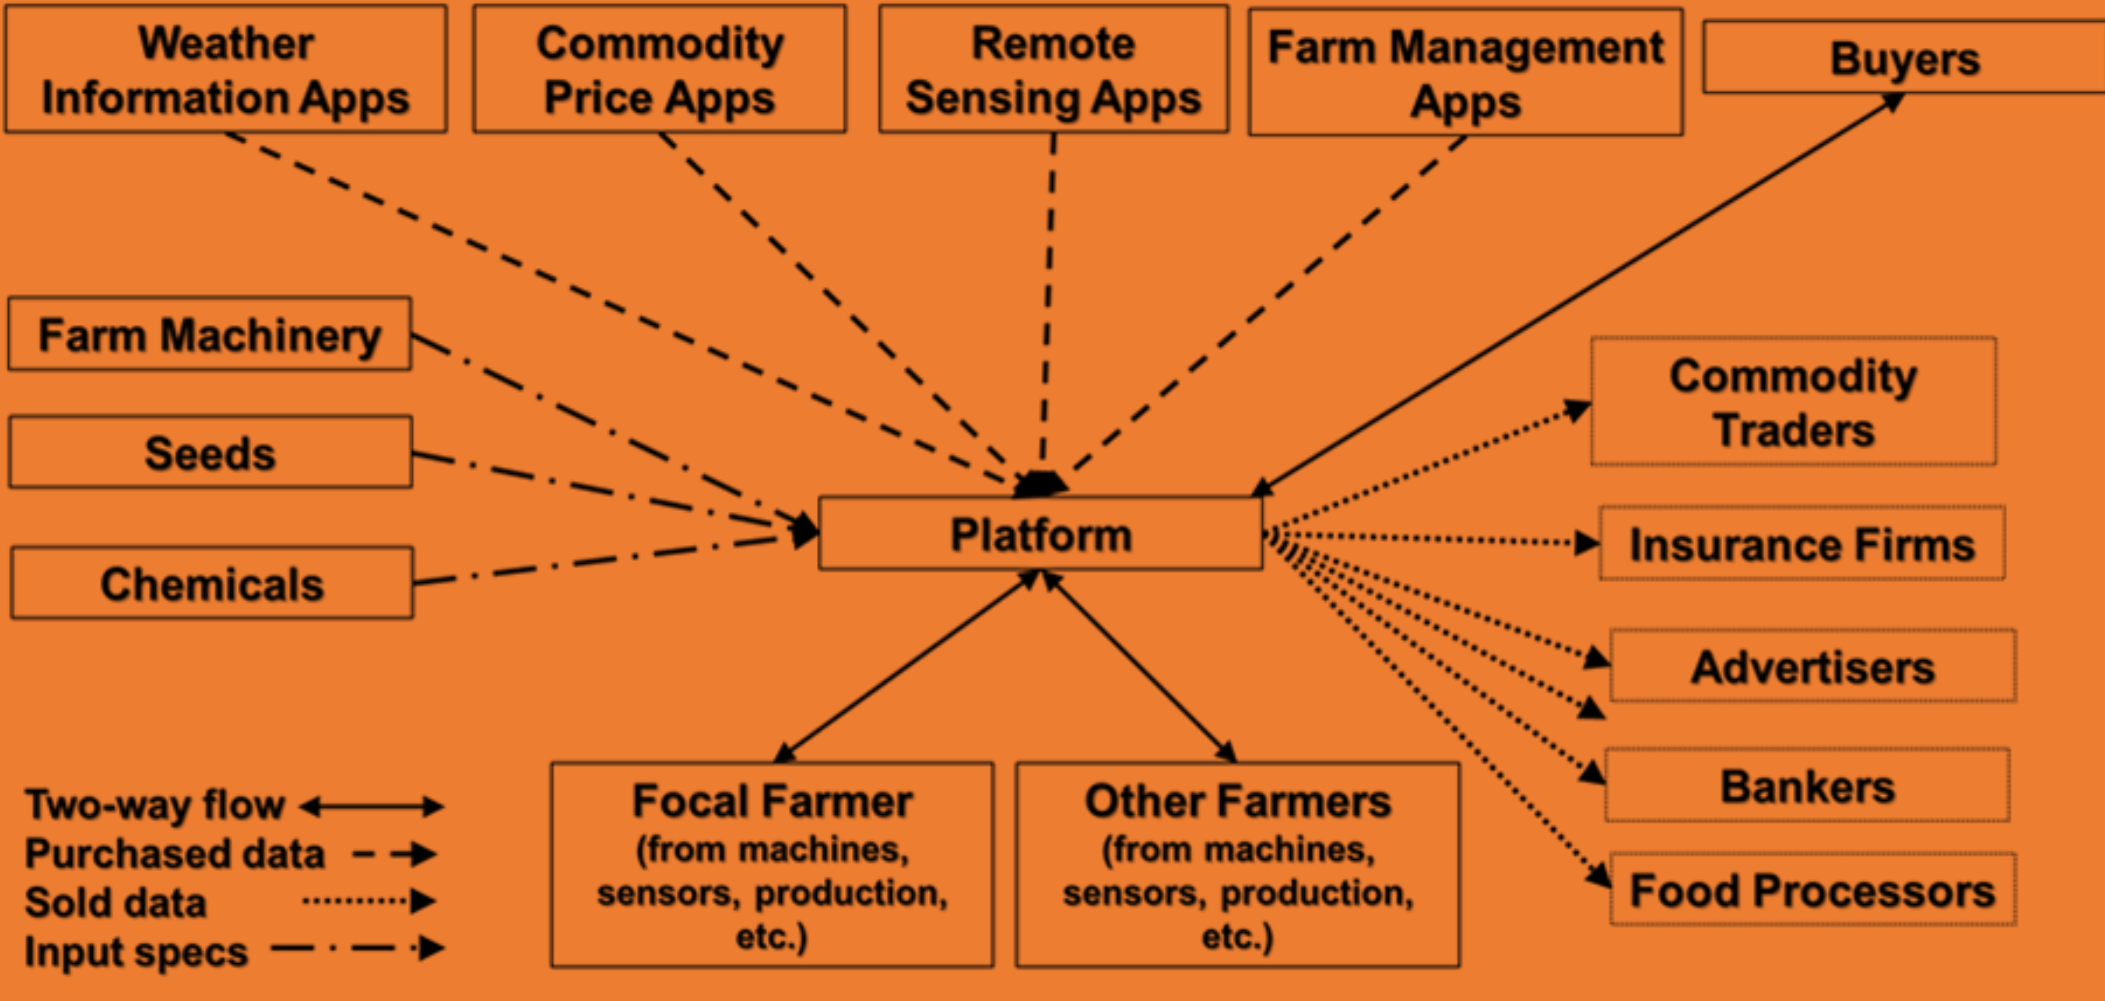 Weather
Information Apps
Commodity
Price Apps
Remote
Sensing Apps
Farm Management
Apps
Buyers
Farm Machinery
Seeds
Chemicals
Platform
Commodity
Traders
Insurance Firms
Advertisers
Bankers
Food Processors
Focal Farmer
(from machines,
sensors, production,
etc.)
Other Farmers
(from machines,
sensors, production,
etc.)
Two-way flow
Purchased data
Sold data
Input specs